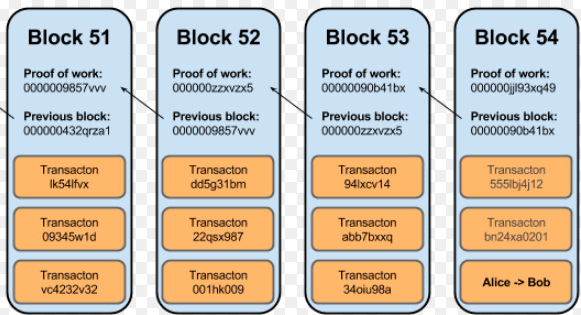 Block 51
Proof of work:
0000009857vvv
Previous block:
000000432qrza1
Transacton
lk54lfvx
Transacton
09345w1d
Transacton
vc4232v32
Block 52
Proof of work:
000000zzxvzx5
Previous block:
0000009857vvv
Transacton
dd5g31bm
Transacton
22qsx987
Transacton
001hk009
Block 53
Proof of work:
00000090b41bx
Previous block:
000000zzxvzx5
Transacton
94lxcv14
Transacton
abb7bxxq
Transacton
34oiu98a
Block 54
Proof of work:
000000jjl93xq49
Previous block:
00000090b41bx
Transacton
555lbj4j12
Transacton
bn24xa0201
Alice -> Bob